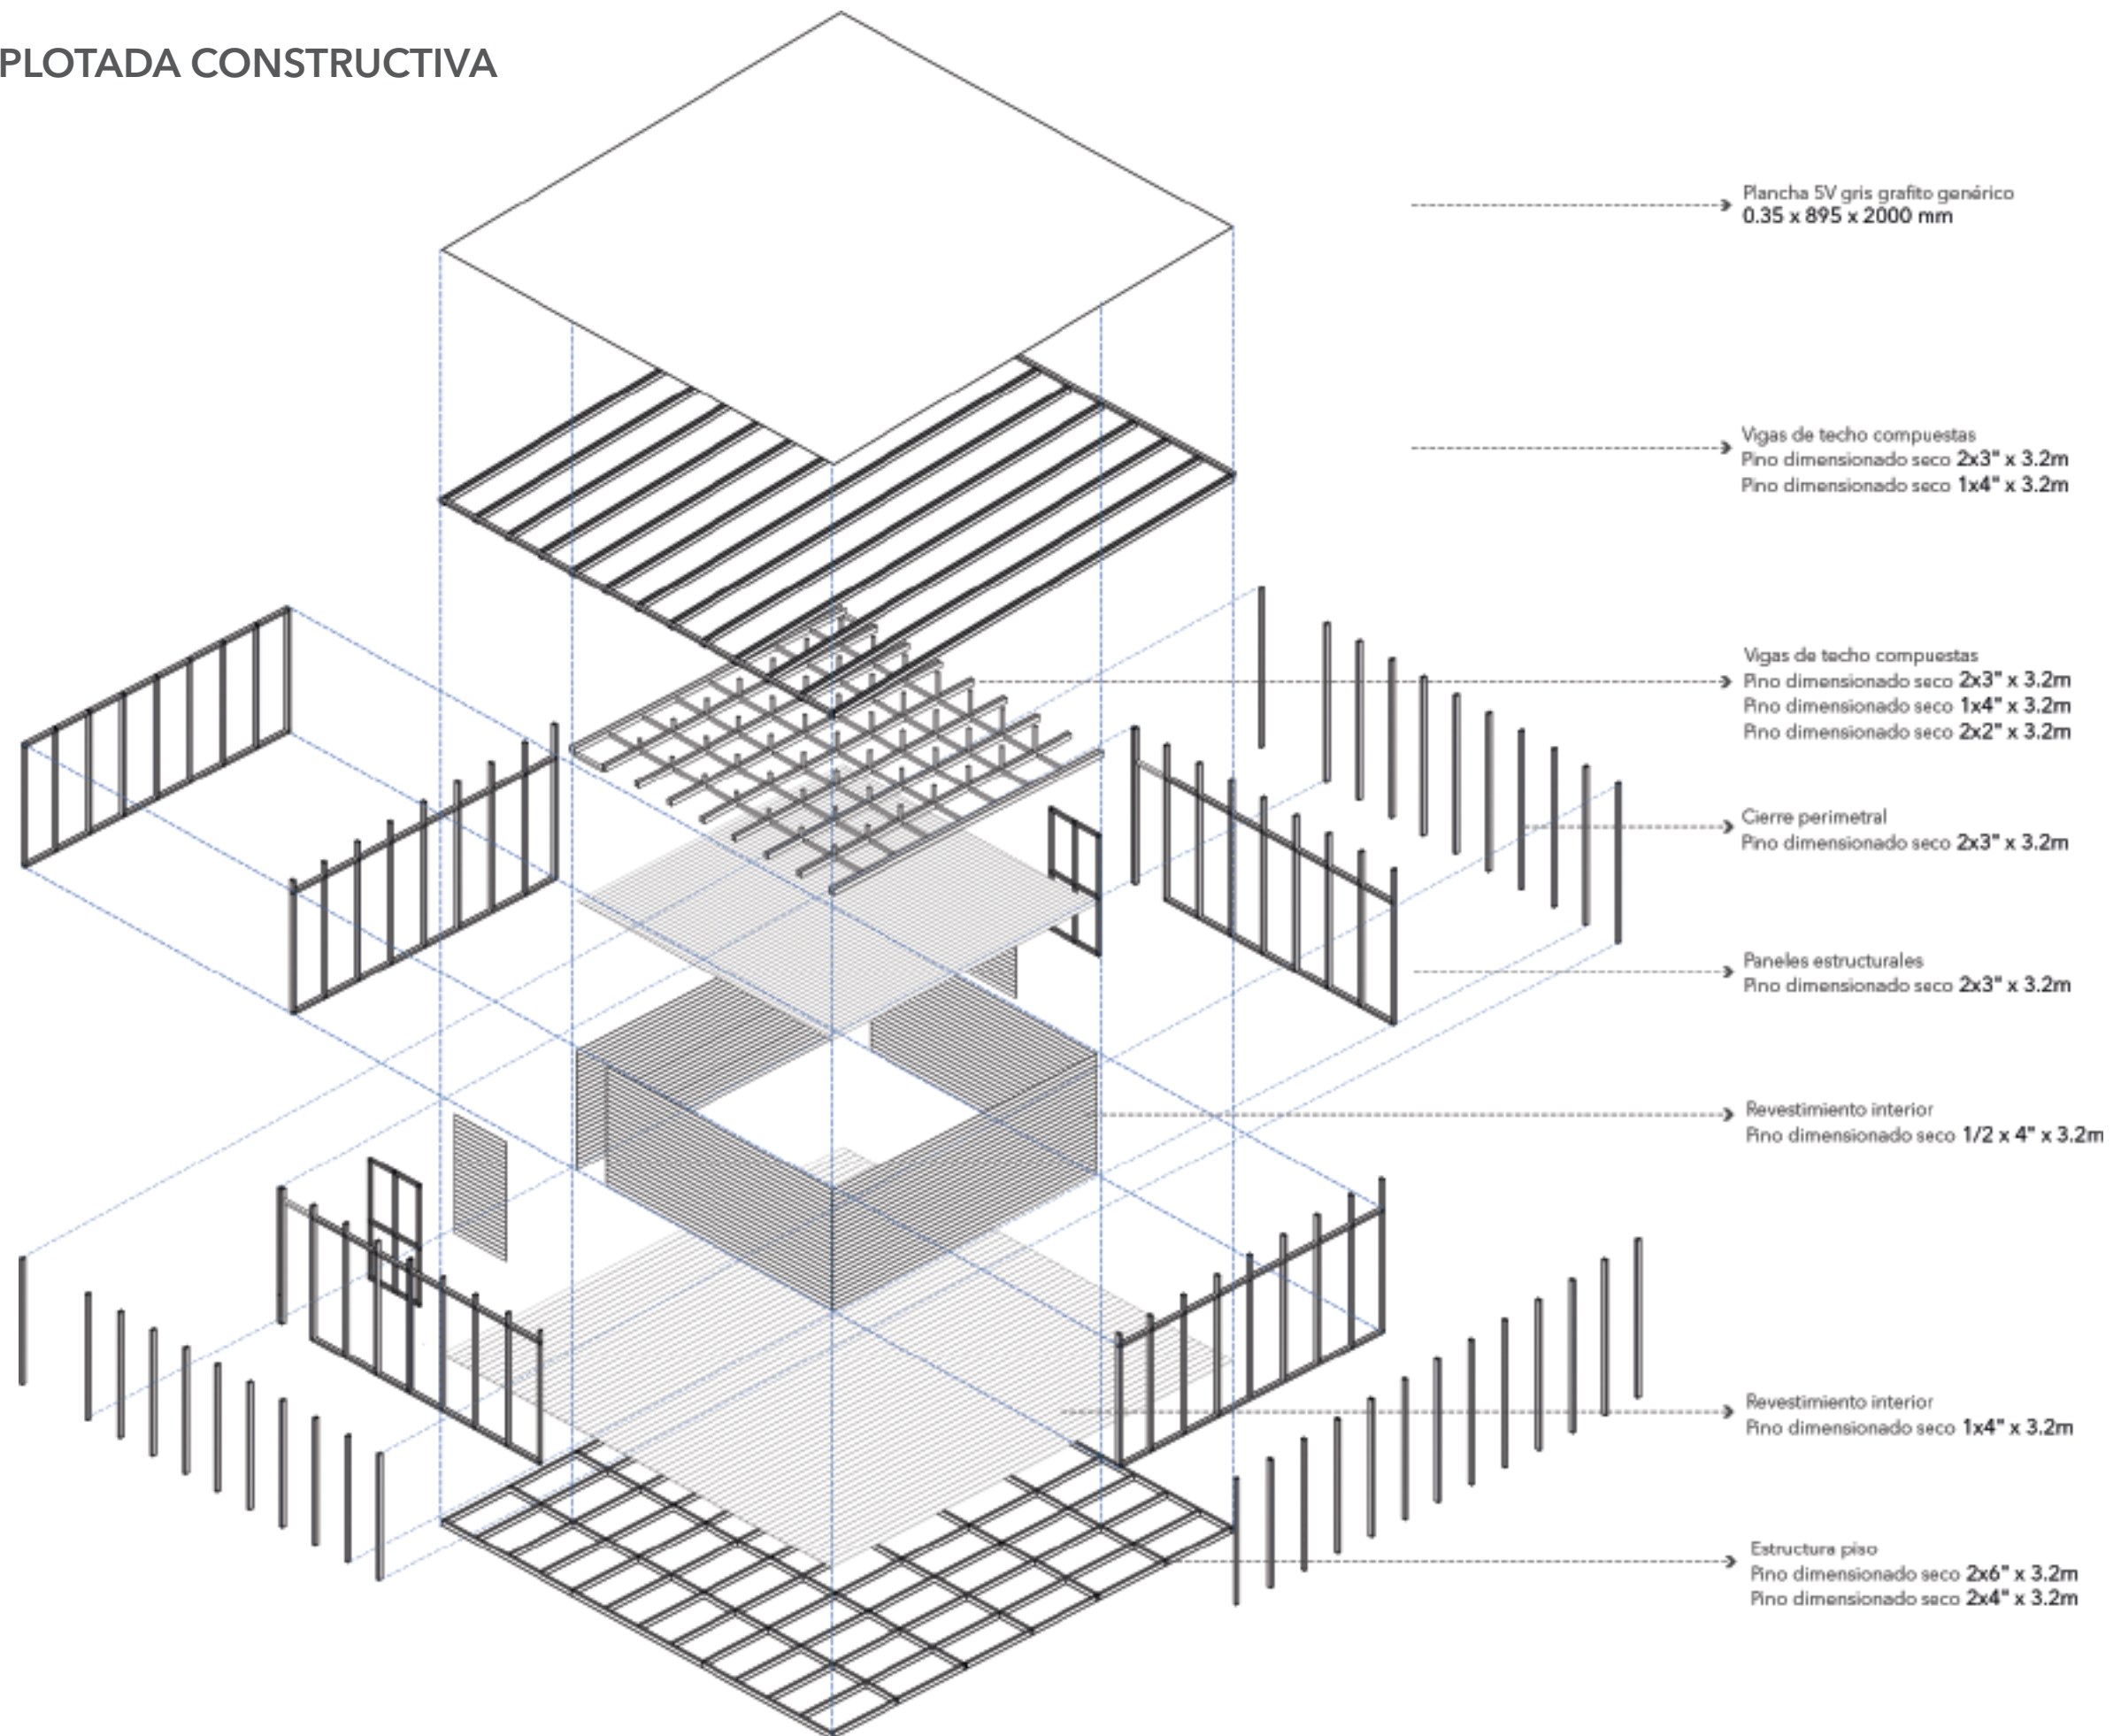 PLOTADA CONSTRUCTIVA
Plancha 5V gris grafito genérico
0.35 x 895 x 2000 mm
Vigas de techo compuestas
Pino dimensionado seco 2x3" x 3.2m
Pino dimensionado seco 1x4" x 3.2m
Vigas de techo compuestas
Pino dimensionado seco 2x3" x 3.2m
Pino dimensionado seco 1x4" x 3.2m
Pino dimensionado seco 2x2" x 3.2m
Cierre perimetral
Pino dimensionado seco 2x3" x 3.2m
Paneles estructurales
Pino dimensionado seco 2x3" x 3.2m
Revestimiento interior
Pino dimensionado seco 1/2 x 4" x 3.2m
Revestimiento interior
Pino dimensionado seco 1x4" x 3.2m
Estructura piso
Pino dimensionado seco 2x6" x 3.2m
Pino dimensionado seco 2x4" x 3.2m